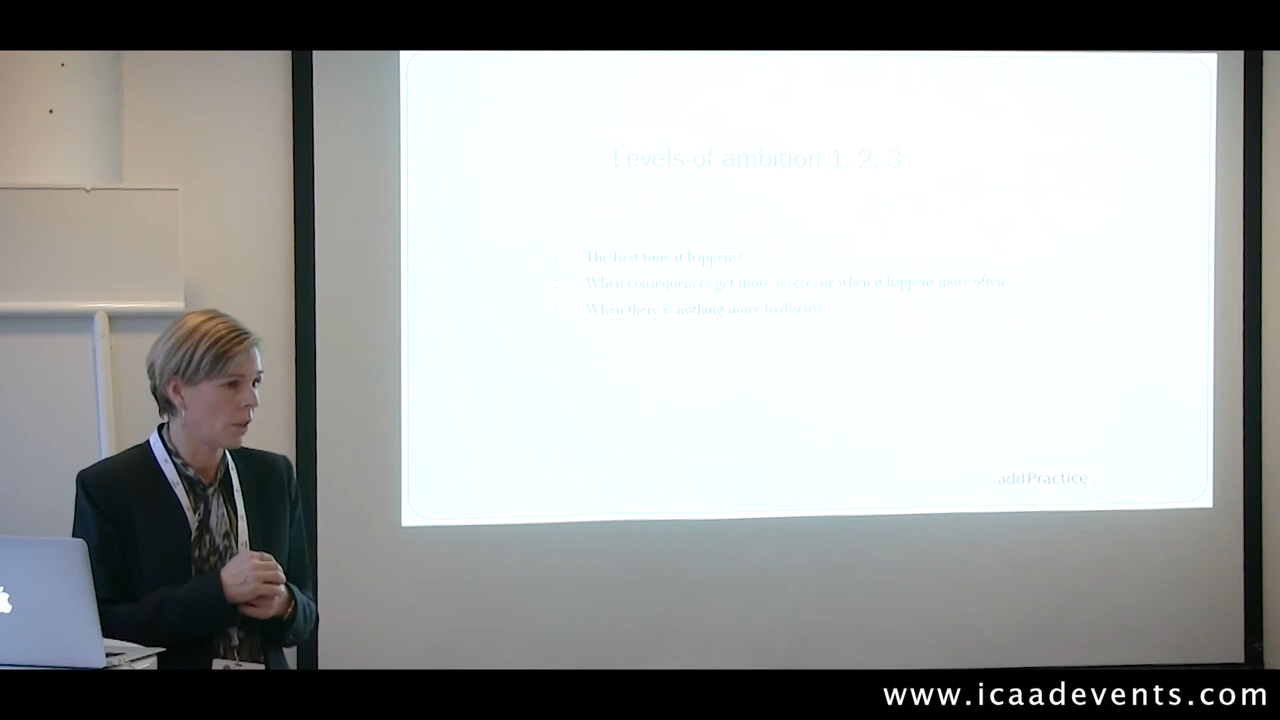 Levels of ambition 1, 2, 3
The first time it happens?
When consequences get more severe, or when it happens more often
When there is nothing more to discuss
addPractice
www.icaadevents.com